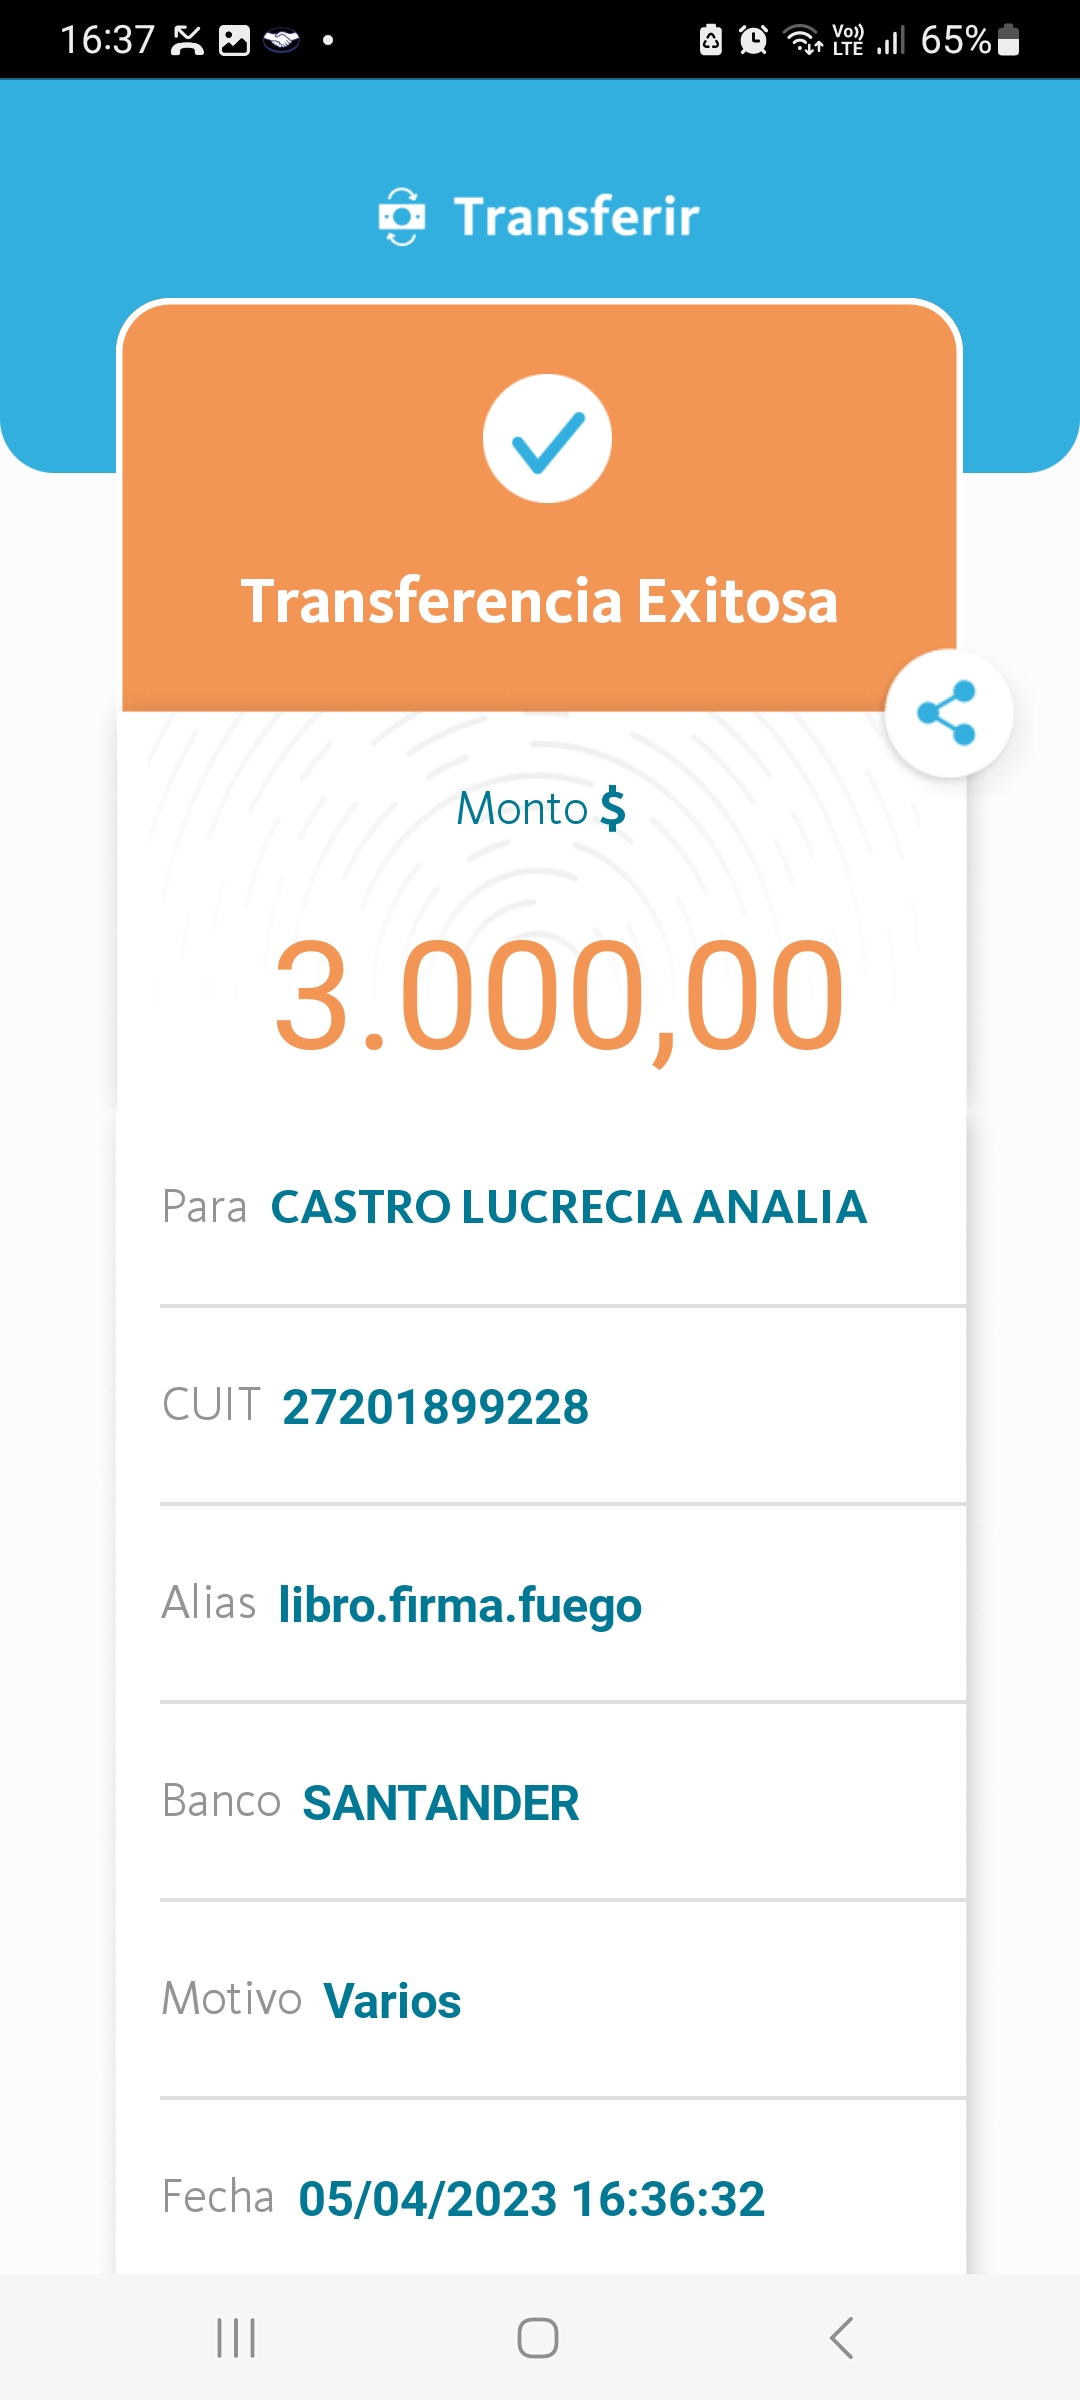 16:37 Vo)) LTE 65%
Transferir
Transferencia Exitosa
Monto $
3.000,00
Para CASTRO LUCRECIA ANALIA
CUIT 27201899228
Alias libro.firma.fuego
Banco SANTANDER
Motivo Varios
Fecha 05/04/2023 16:36:32